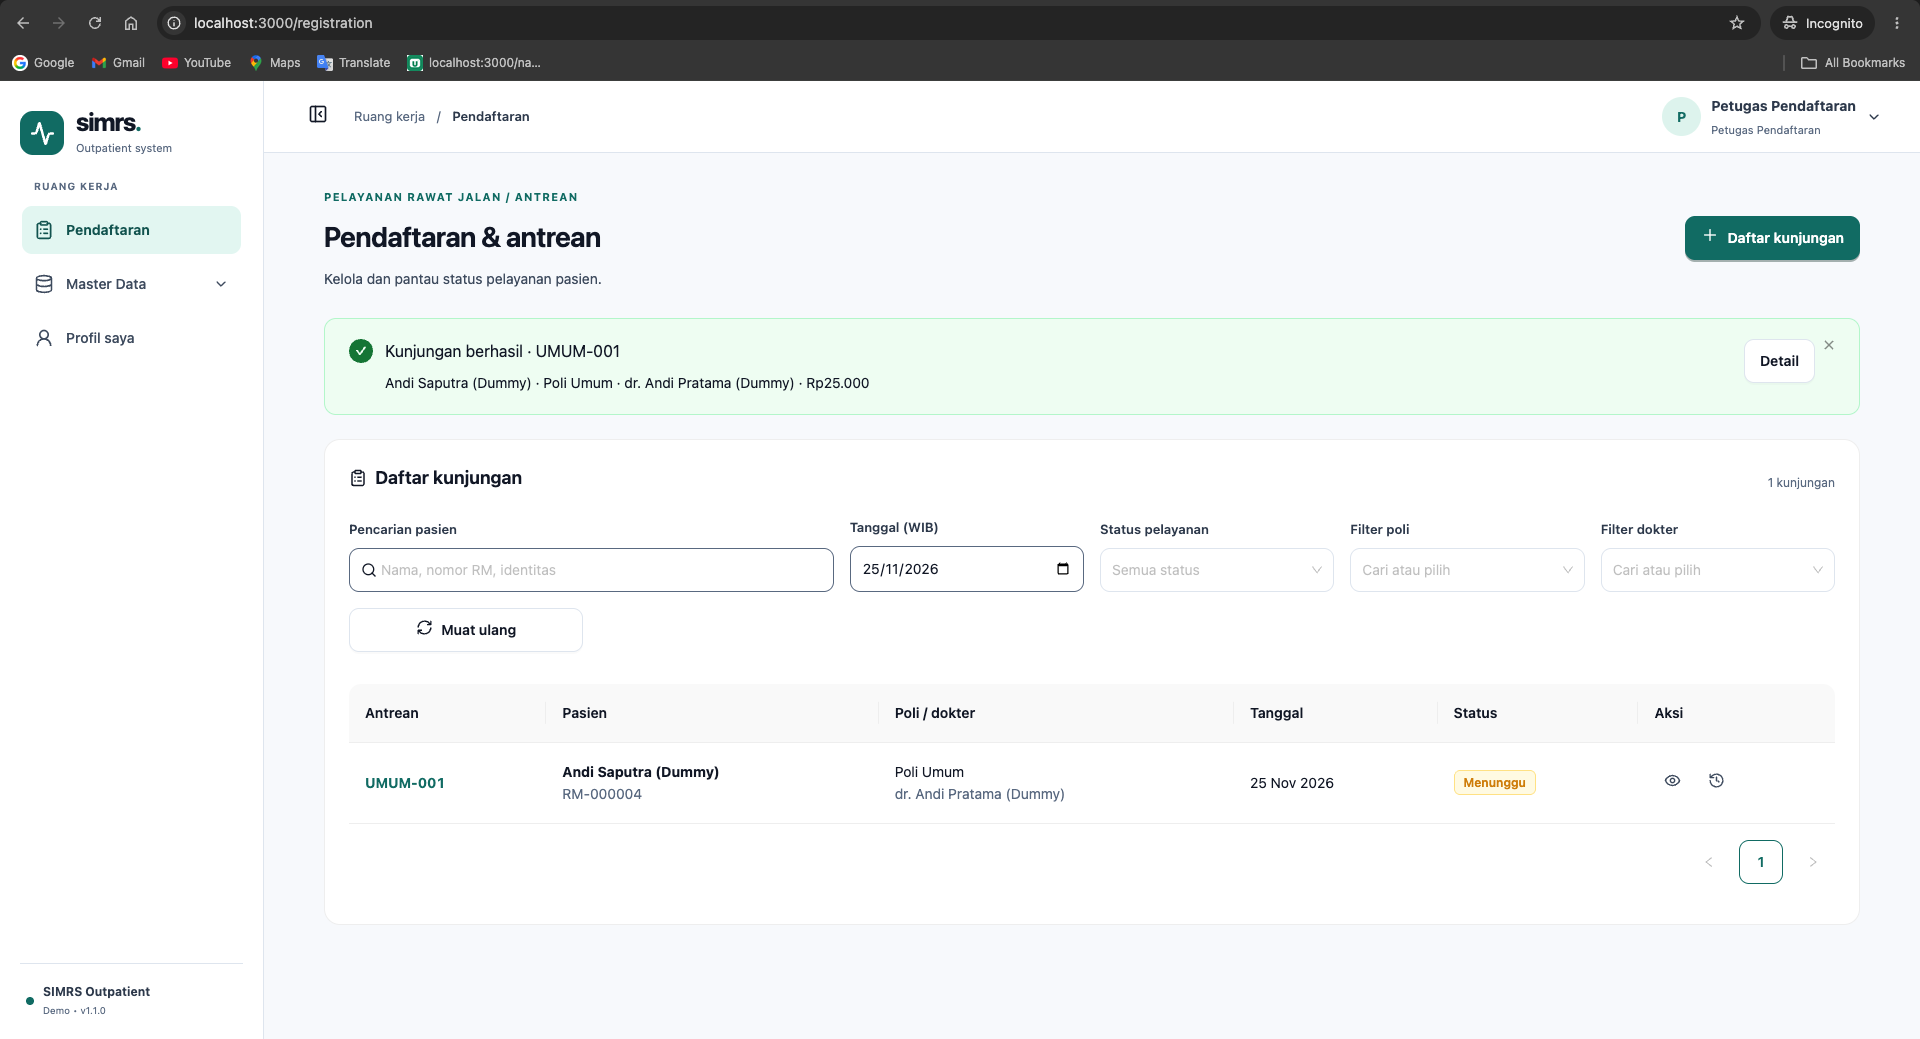 localhost:3000/registration
Incognito
Google
Gmail
YouTube
Maps
Translate
localhost:3000/na...
All Bookmarks
simrs.
Outpatient system
RUANG KERJA
Pendaftaran
Master Data
Profil saya
SIMRS Outpatient
Demo • v1.1.0
Ruang kerja / Pendaftaran
P
Petugas Pendaftaran
Petugas Pendaftaran
PELAYANAN RAWAT JALAN / ANTREAN
Pendaftaran & antrean
Kelola dan pantau status pelayanan pasien.
+ Daftar kunjungan
Kunjungan berhasil · UMUM-001
Andi Saputra (Dummy) · Poli Umum · dr. Andi Pratama (Dummy) · Rp25.000
Detail
Daftar kunjungan
1 kunjungan
Pencarian pasien
Nama, nomor RM, identitas
Tanggal (WIB)
25/11/2026
Status pelayanan
Semua status
Filter poli
Cari atau pilih
Filter dokter
Cari atau pilih
Muat ulang
Antrean Pasien Poli / dokter Tanggal Status Aksi
UMUM-001
Andi Saputra (Dummy)
RM-000004
Poli Umum
dr. Andi Pratama (Dummy)
25 Nov 2026
Menunggu
1